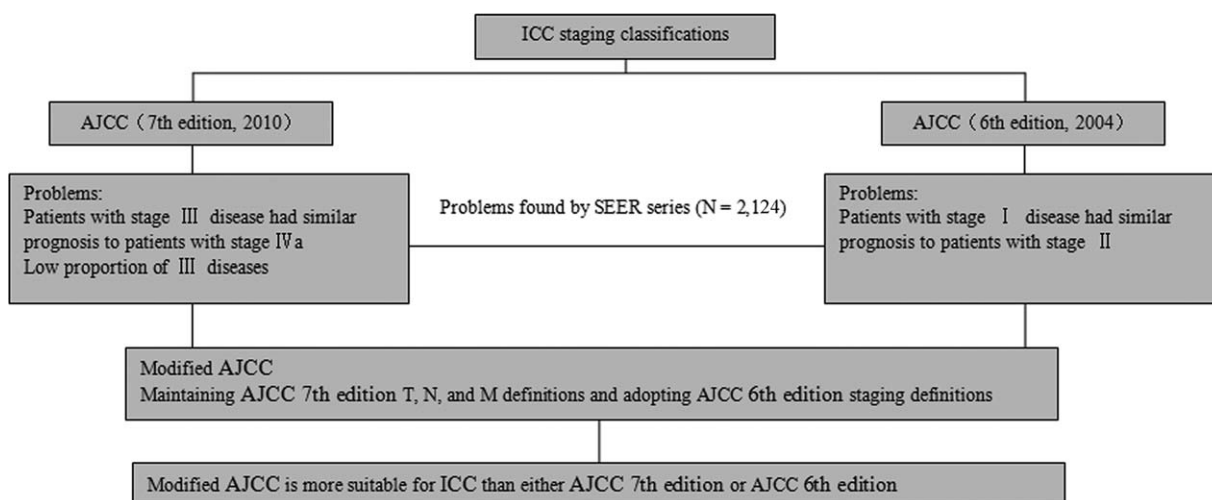 ICC staging classifications
AJCC（7th edition, 2010）
AJCC（6th edition, 2004）
Problems:
Patients with stage Ⅲ disease had similar
prognosis to patients with stage Ⅳa
Low proportion of Ⅲ diseases
Problems found by SEER series (N = 2,124)
Problems:
Patients with stage Ⅰ disease had similar
prognosis to patients with stage Ⅱ
Modified AJCC
Maintaining AJCC 7th edition T, N, and M definitions and adopting AJCC 6th edition staging definitions
Modified AJCC is more suitable for ICC than either AJCC 7th edition or AJCC 6th edition